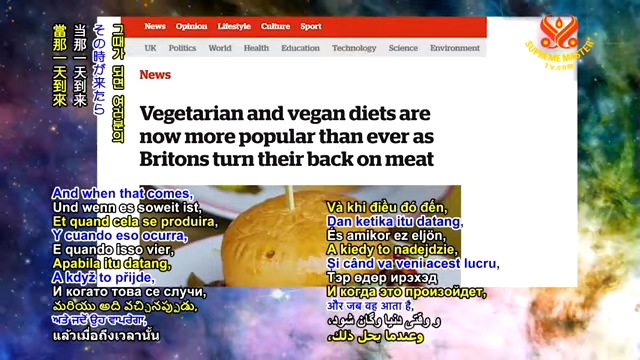 News Opinion Lifestyle Culture Sport
UK Politics World Health Education Technology Science Environment
News
Vegetarian and vegan diets are
now more popular than ever as
Britons turn their back on meat
SUPREME MASTER
TV.com
當那一天到來
当那一天到来
その時が来たら
그때가 되면 중국분의
And when that comes,
Und wenn es soweit ist,
Et quand cela se produira,
Y cuando eso ocurra,
E quando isso vier,
Apabila itu datang,
A když to přijde,
И когато това се случи,
మరియు అది వచ్చినప్పుడు,
ਅਤੇ ਜਦੋਂ ਉਹ ਵਾਪਰੇਗਾ,
แล้วเมื่อถึงเวลานั้น
Và khi điều đó đến,
Dan ketika itu datang,
És amikor ez eljön,
A kiedy to nadejdzie,
Și când va veni acest lucru,
Тэр өдөр ирэхэд
И когда это произойдет,
और जब वह आता है,
و وقتی دنیا وگان شود،
وعندما يحل ذلك،